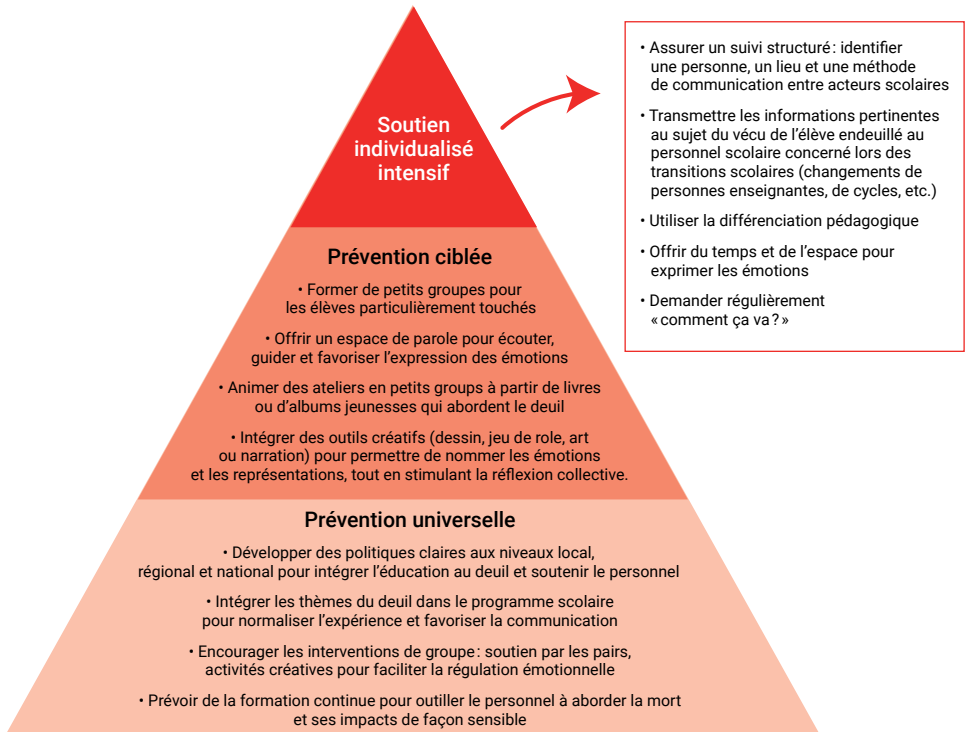 Soutien
individualisé
intensif
• Assurer un suivi structuré : identifier
une personne, un lieu et une méthode
de communication entre acteurs scolaires
• Transmettre les informations pertinentes
au sujet du vécu de l'élève endeuillé au
personnel scolaire concerné lors des
transitions scolaires (changements de
personnes enseignantes, de cycles, etc.)
• Utiliser la différenciation pédagogique
• Offrir du temps et de l'espace pour
exprimer les émotions
• Demander régulièrement
« comment ça va ? »
Prévention ciblée
• Former de petits groupes pour
les élèves particulièrement touchés
• Offrir un espace de parole pour écouter,
guider et favoriser l'expression des émotions
• Animer des ateliers en petits groups à partir de livres
ou d'albums jeunesses qui abordent le deuil
• Intégrer des outils créatifs (dessin, jeu de role, art
ou narration) pour permettre de nommer les émotions
et les représentations, tout en stimulant la réflexion collective.
Prévention universelle
• Développer des politiques claires aux niveaux local,
régional et national pour intégrer l'éducation au deuil et soutenir le personnel
• Intégrer les thèmes du deuil dans le programme scolaire
pour normaliser l'expérience et favoriser la communication
• Encourager les interventions de groupe : soutien par les pairs,
activités créatives pour faciliter la régulation émotionnelle
• Prévoir de la formation continue pour outiller le personnel à aborder la mort
et ses impacts de façon sensible